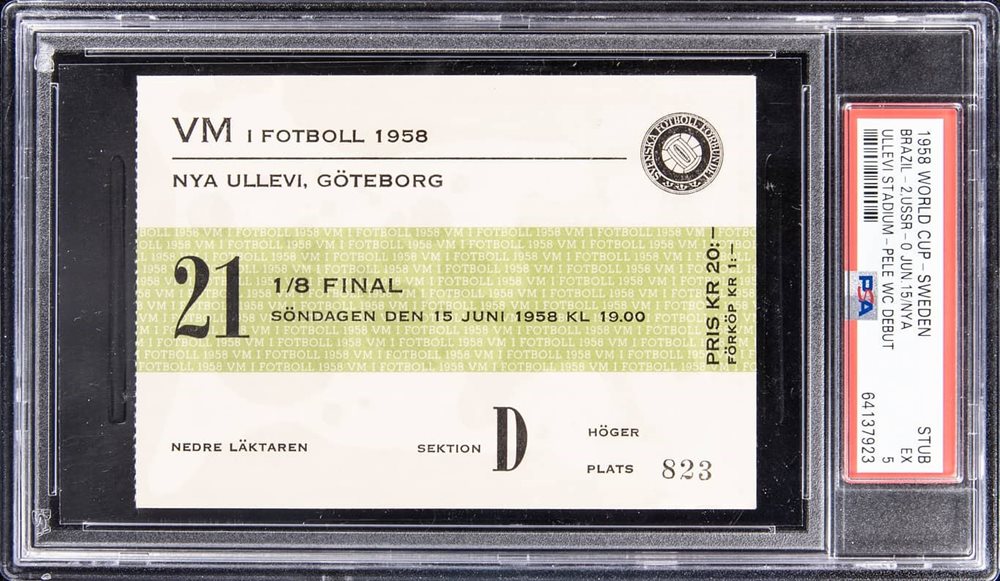 VM I FOTBOLL 1958
NYA ULLEVI, GÖTEBORG
SVENSKA FOTBOLLFÖRBUNDET
21
1/8 FINAL
SÖNDAGEN DEN 15 JUNI 1958 KL 19.00
PRIS KR 20:—
FÖRKÖP KR 1:—
NEDRE LÄKTAREN
SEKTION D
HÖGER
PLATS 823
1958 WORLD CUP – SWEDEN
BRAZIL – 2,USSR – 0 JUN.15/NYA
ULLEVI STADIUM – PELE WC DEBUT
PSA
STUB
EX
5
64137923